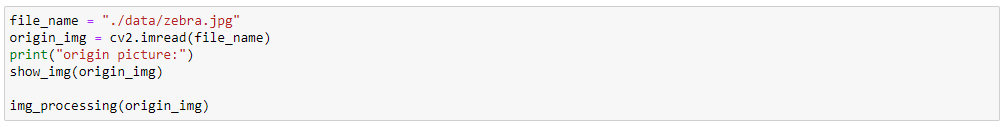 file_name = "./data/zebra.jpg"
origin_img = cv2.imread(file_name)
print("origin picture:")
show_img(origin_img)
img_processing(origin_img)